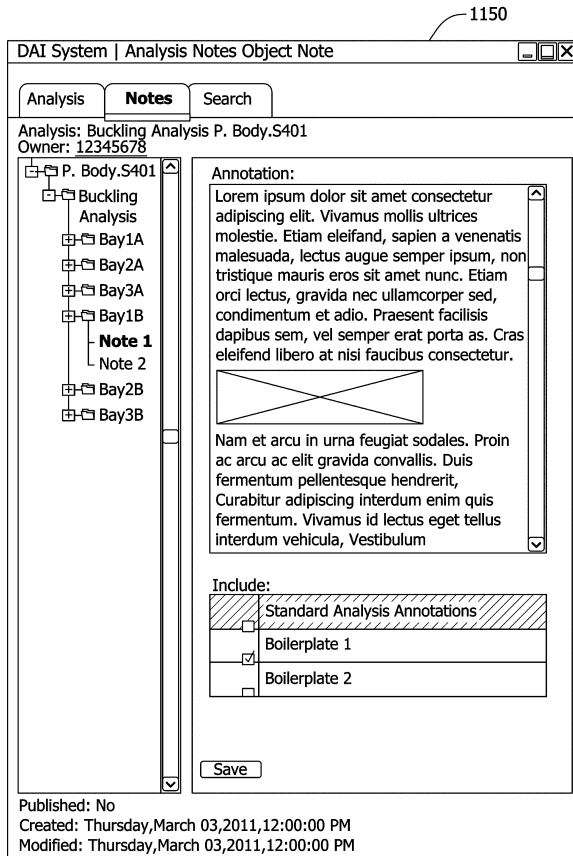 1150
DAI System | Analysis Notes Object Note
Analysis Notes Search
Analysis: Buckling Analysis P. Body.S401
Owner: 12345678
P. Body.S401
Buckling
Analysis
Bay1A
Bay2A
Bay3A
Bay1B
Note 1
Note 2
Bay2B
Bay3B
Annotation:
Lorem ipsum dolor sit amet consectetur
adipiscing elit. Vivamus mollis ultrices
molestie. Etiam eleifand, sapien a venenatis
malesuada, lectus augue semper ipsum, non
tristique mauris eros sit amet nunc. Etiam
orci lectus, gravida nec ullamcorper sed,
condimentum et adio. Praesent facilisis
dapibus sem, vel semper erat porta as. Cras
eleifend libero at nisi faucibus consectetur.
Nam et arcu in urna feugiat sodales. Proin
ac arcu ac elit gravida convallis. Duis
fermentum pellentesque hendrerit,
Curabitur adipiscing interdum enim quis
fermentum. Vivamus id lectus eget tellus
interdum vehicula, Vestibulum
Include:
Standard Analysis Annotations
Boilerplate 1
Boilerplate 2
Save
Published: No
Created: Thursday,March 03,2011,12:00:00 PM
Modified: Thursday,March 03,2011,12:00:00 PM